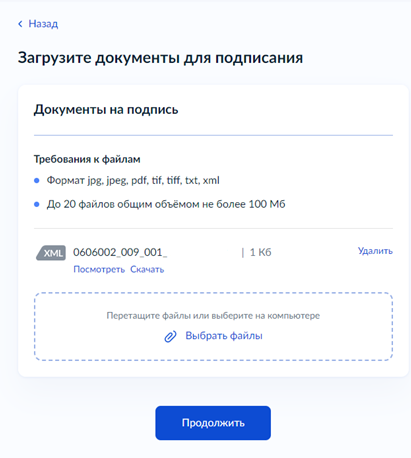 Назад
Загрузите документы для подписания
Документы на подпись
Требования к файлам
Формат jpg, jpeg, pdf, tif, tiff, txt, xml
До 20 файлов общим объёмом не более 100 Мб
XML 0606002_009_001_ | 1 Кб Удалить
Посмотреть Скачать
Перетащите файлы или выберите на компьютере
Выбрать файлы
Продолжить